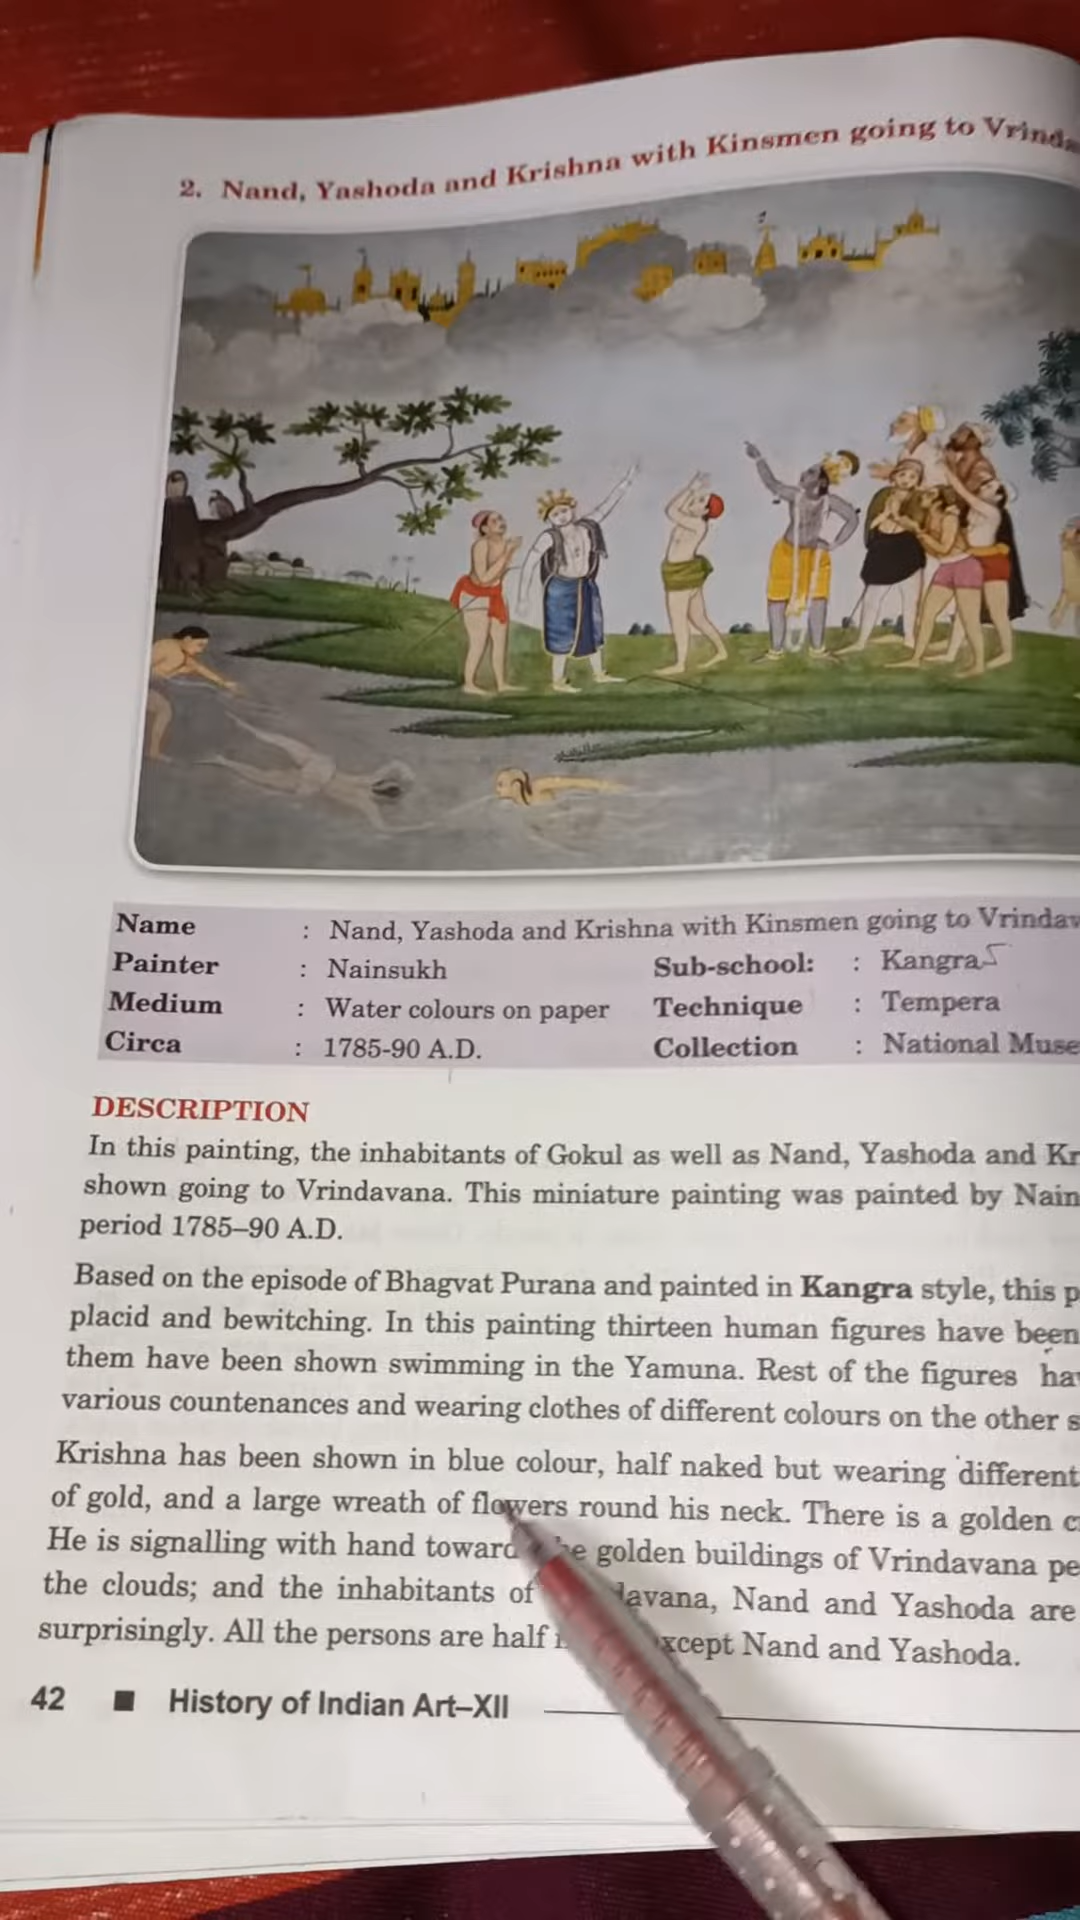 2. Nand, Yashoda and Krishna with Kinsmen going to Vrinda
Name : Nand, Yashoda and Krishna with Kinsmen going to Vrindav
Painter : Nainsukh Sub-school: : Kangra
Medium : Water colours on paper Technique : Tempera
Circa : 1785-90 A.D. Collection : National Muse
DESCRIPTION
In this painting, the inhabitants of Gokul as well as Nand, Yashoda and Kr
shown going to Vrindavana. This miniature painting was painted by Nain
period 1785–90 A.D.
Based on the episode of Bhagvat Purana and painted in Kangra style, this p
placid and bewitching. In this painting thirteen human figures have been
them have been shown swimming in the Yamuna. Rest of the figures ha
various countenances and wearing clothes of different colours on the other s
Krishna has been shown in blue colour, half naked but wearing different
of gold, and a large wreath of flowers round his neck. There is a golden c
He is signalling with hand toward golden buildings of Vrindavana pe
the clouds; and the inhabitants of davana, Nand and Yashoda are
surprisingly. All the persons are half xcept Nand and Yashoda.
42 ■ History of Indian Art–XII